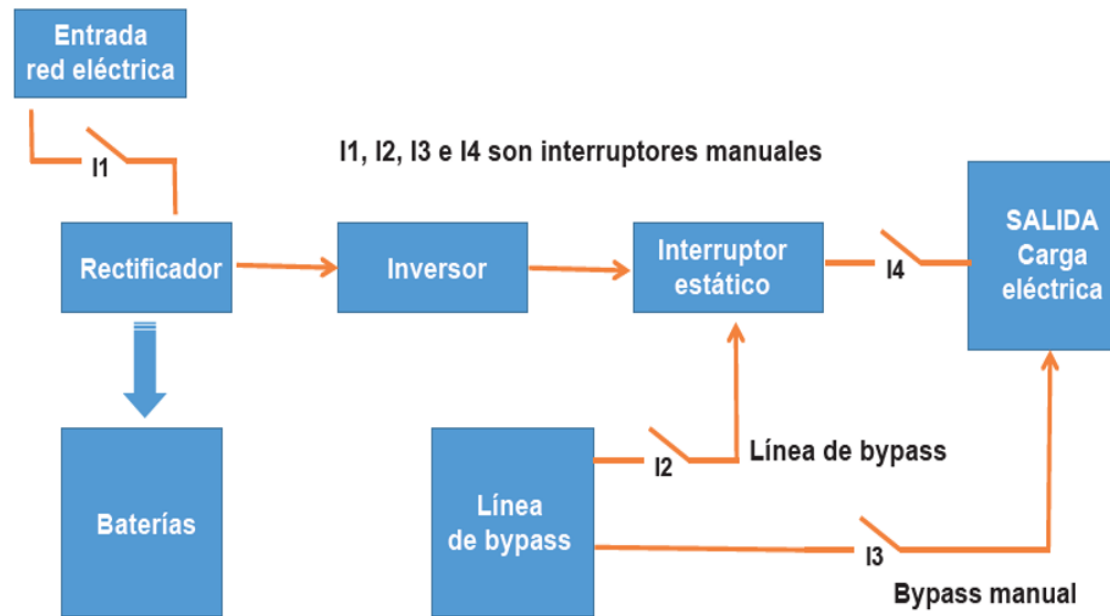 Entrada
red eléctrica
I1
I1, I2, I3 e I4 son interruptores manuales
Rectificador
Inversor
Interruptor
estático
I4
SALIDA
Carga
eléctrica
Baterías
Línea
de bypass
I2
Línea de bypass
I3
Bypass manual